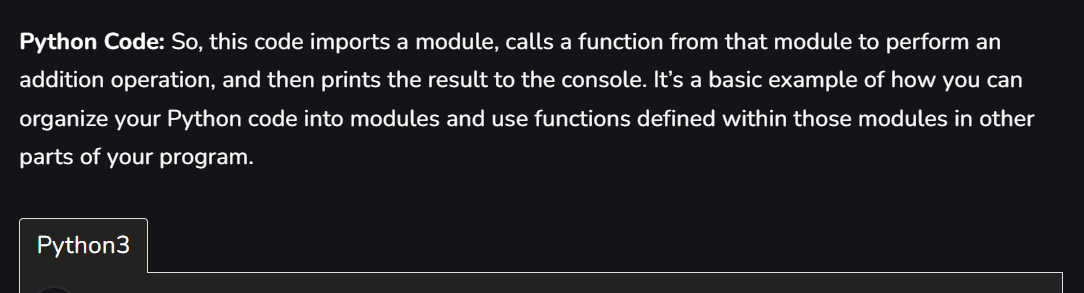 Python Code: So, this code imports a module, calls a function from that module to perform an
addition operation, and then prints the result to the console. It’s a basic example of how you can
organize your Python code into modules and use functions defined within those modules in other
parts of your program.
Python3